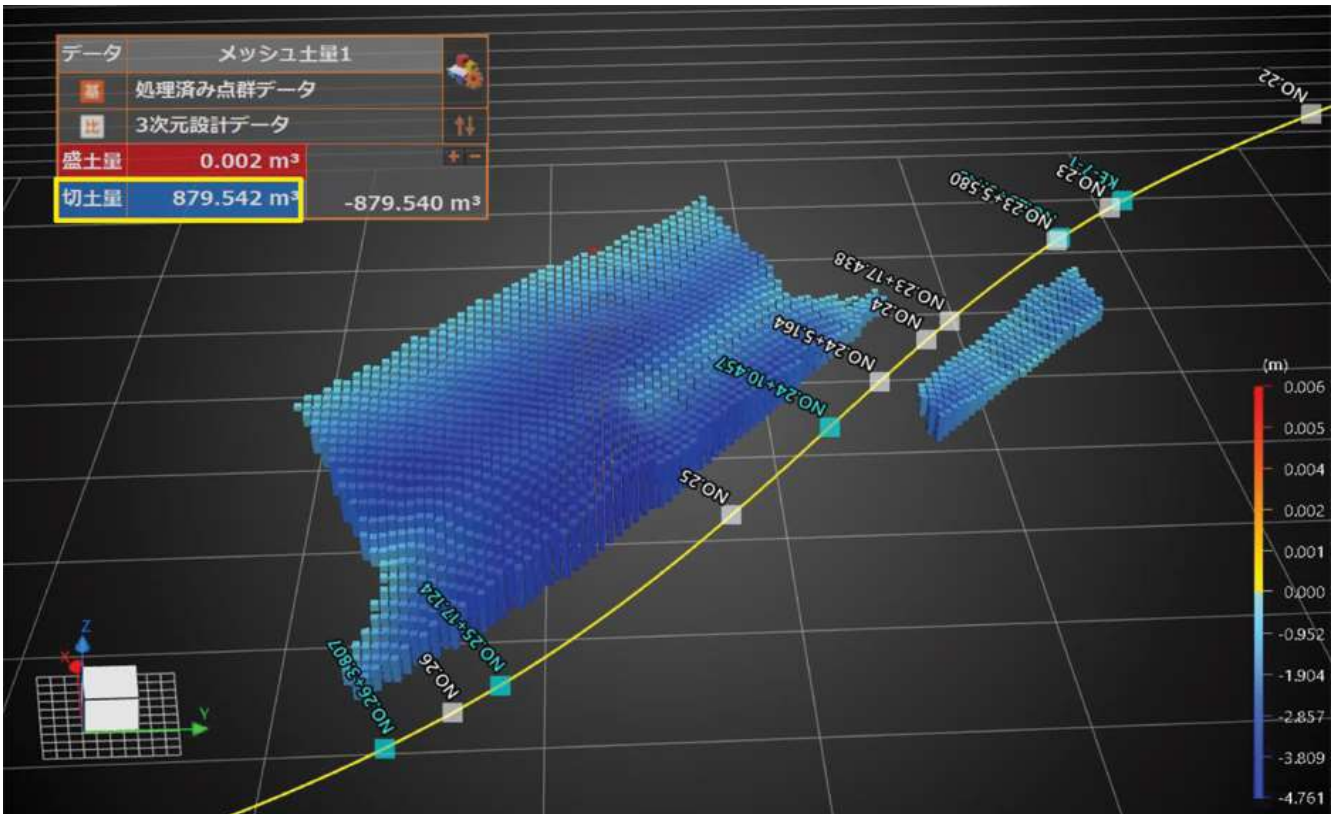 データ メッシュ土量1
基 処理済み点群データ
比 3次元設計データ
盛土量 0.002 m³ + -
切土量 879.542 m³ -879.540 m³
NO.22
KE-7-1
NO.23
NO.23+5.580
NO.23+17.438
NO.24
NO.24+5.164
NO.24+10.457
NO.25
NO.25+17.124
NO.26
NO.26+3.807
(m)
0.006
0.005
0.004
0.002
0.001
0.000
-0.952
-1.904
-2.857
-3.809
-4.761
Z
X
Y